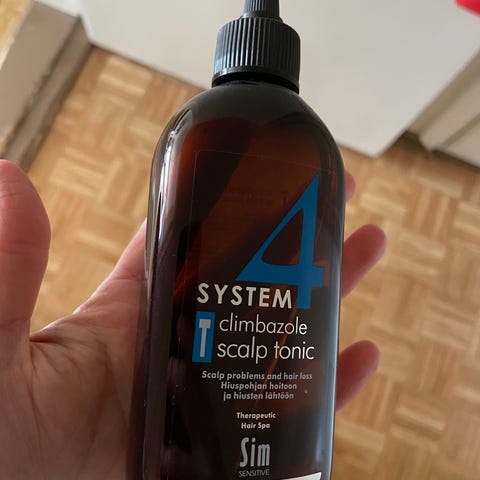 4
SYSTEM
T climbazole
scalp tonic
Scalp problems and hair loss
Hiuspohjan hoitoon
ja hiusten lähtöön
Therapeutic
Hair Spa
Sim
SENSITIVE